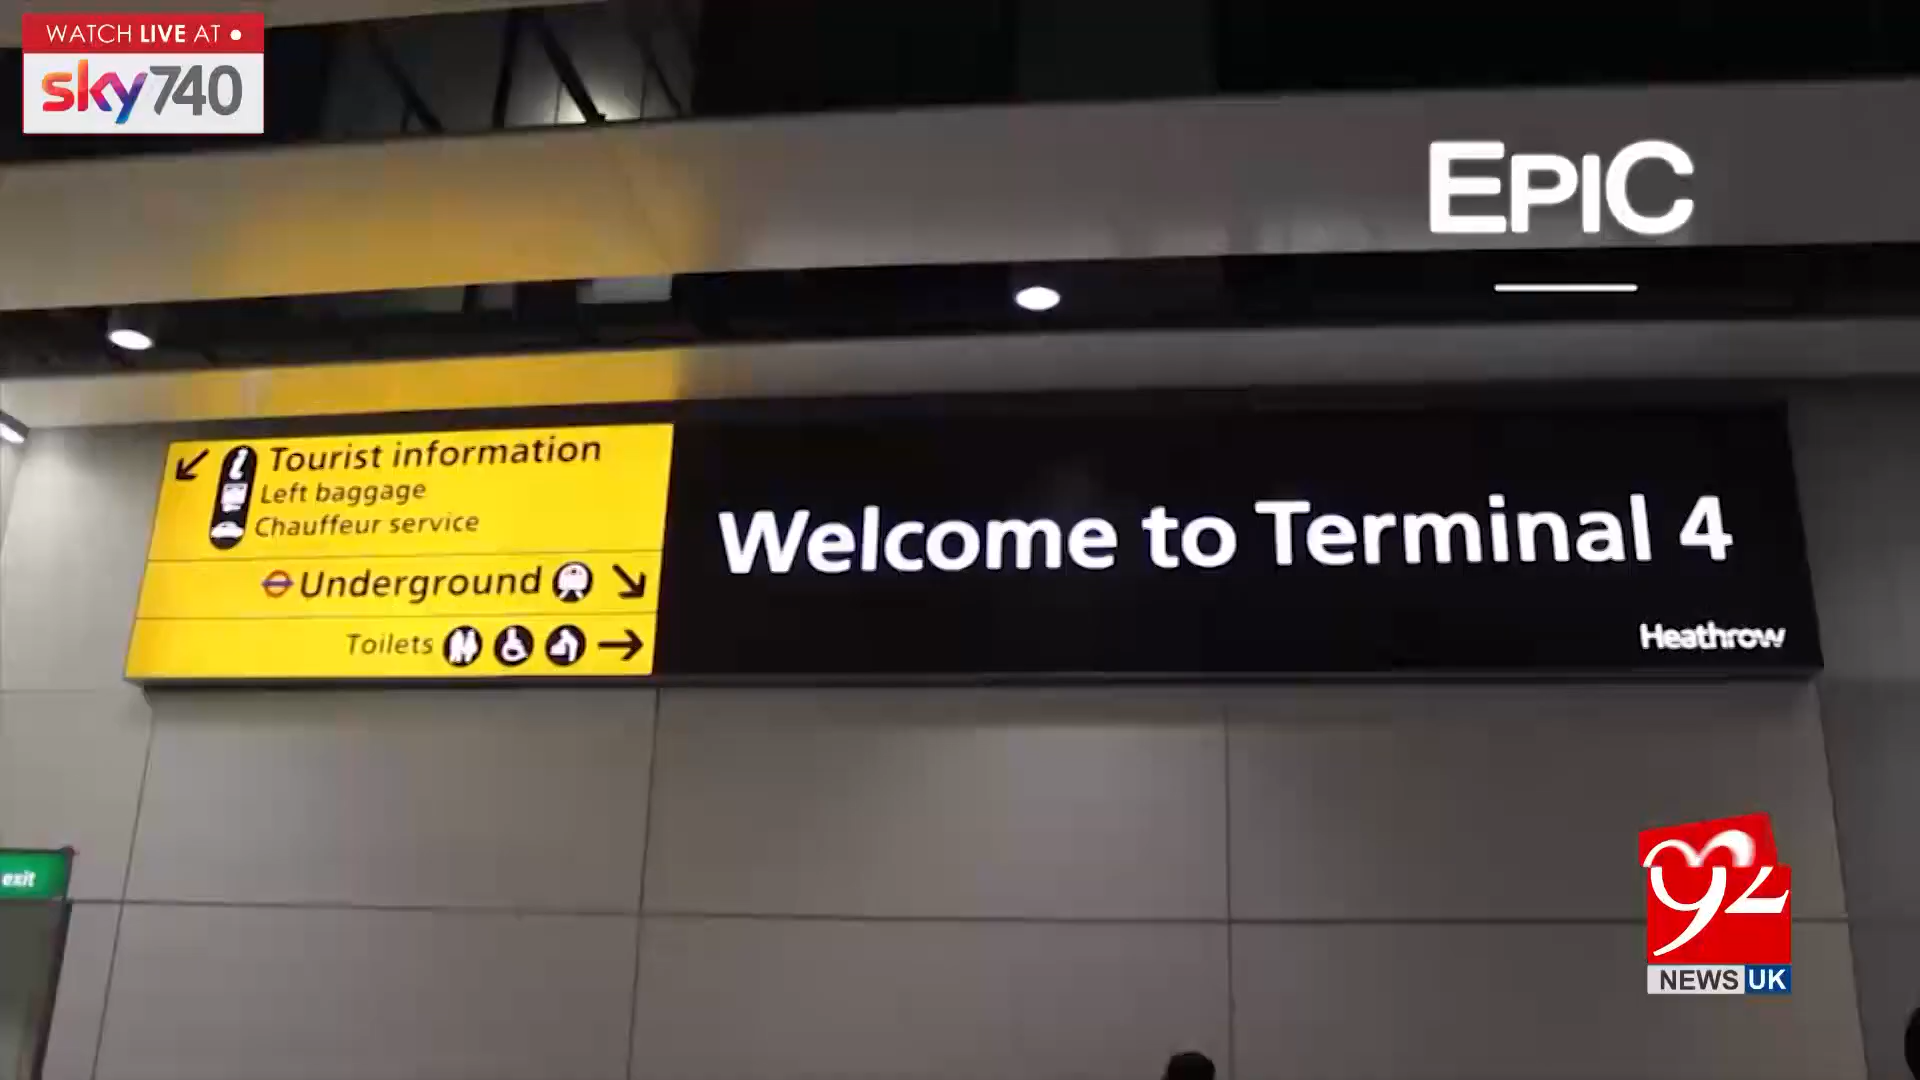 WATCH LIVE AT
sky740
EPIC
Tourist information
Left baggage
Chauffeur service
Underground
Toilets
Welcome to Terminal 4
Heathrow
exit
92
NEWS UK